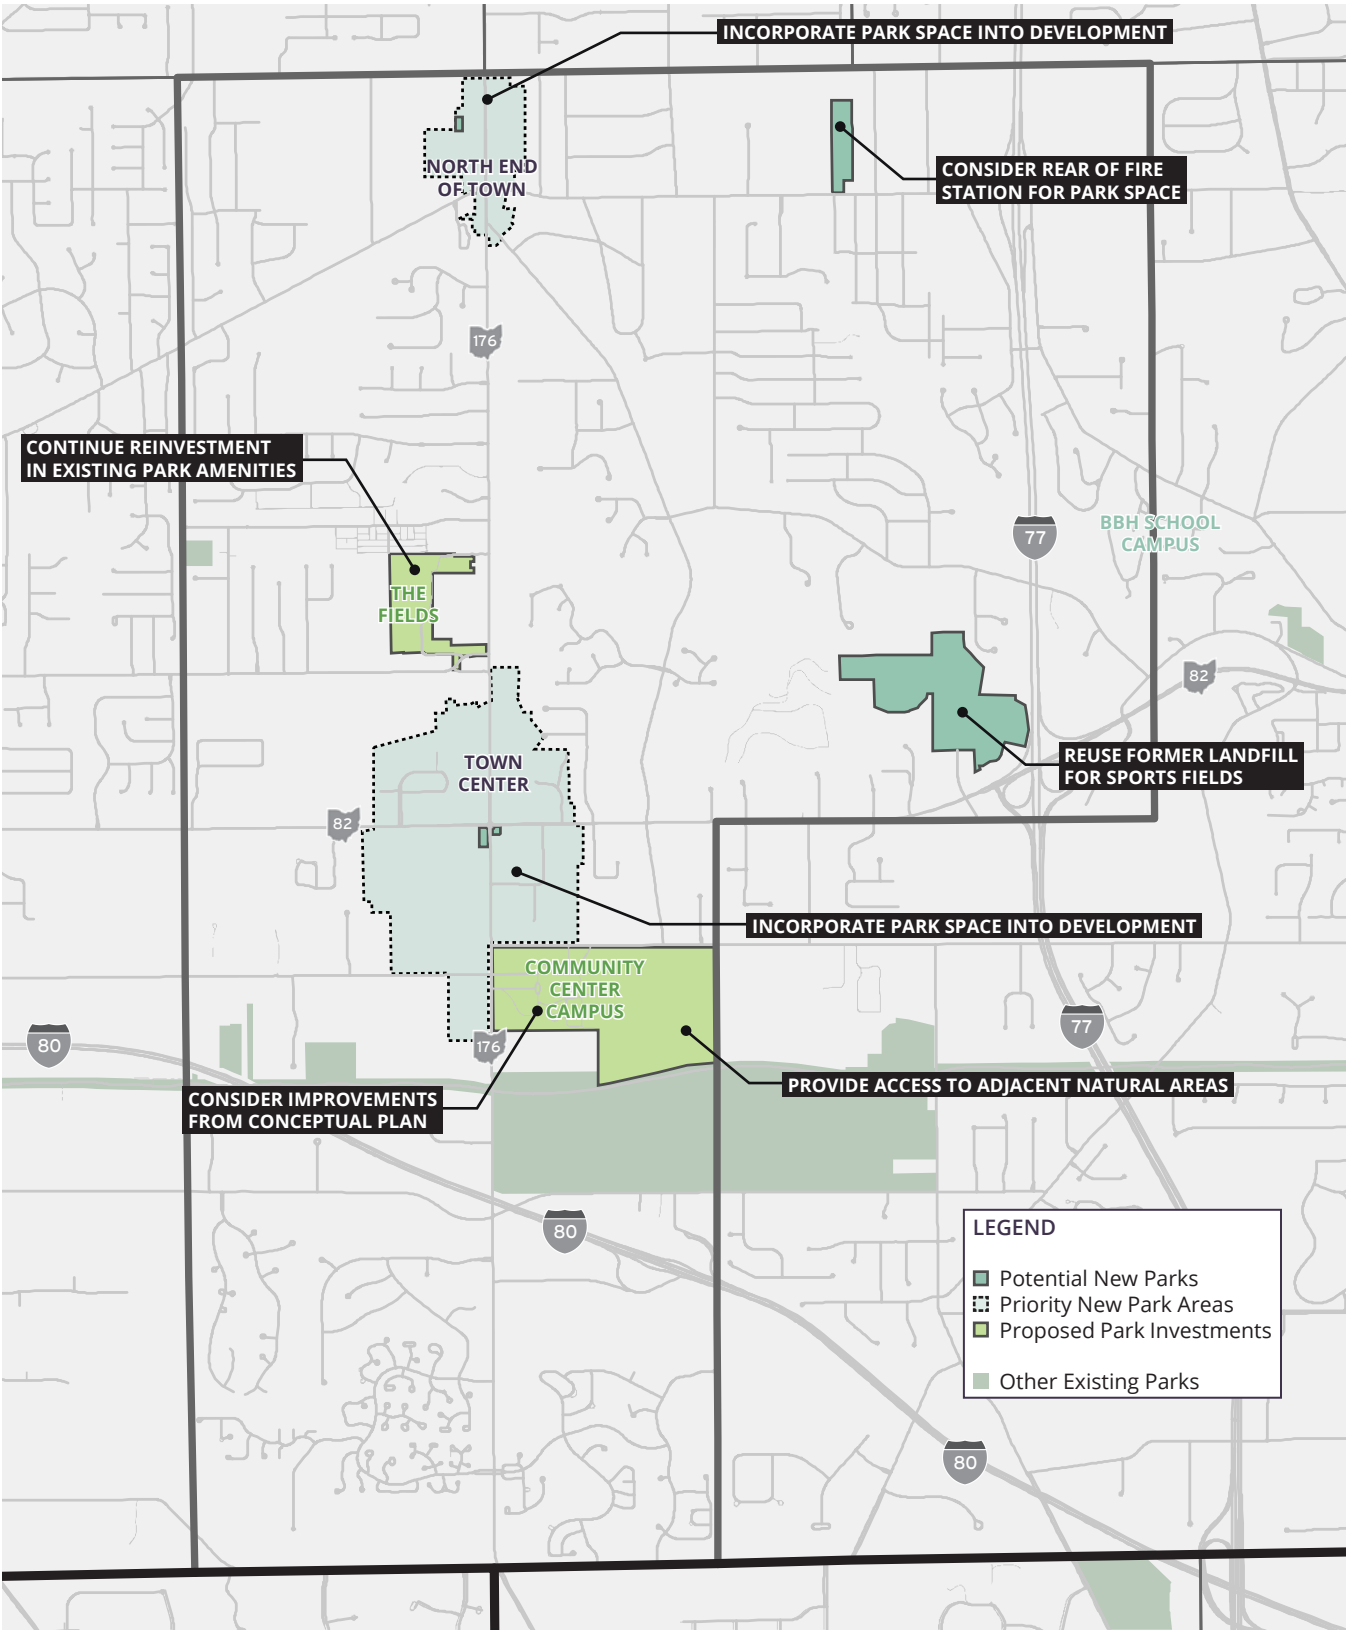 INCORPORATE PARK SPACE INTO DEVELOPMENT
CONSIDER REAR OF FIRE
STATION FOR PARK SPACE
NORTH END
OF TOWN
176
CONTINUE REINVESTMENT
IN EXISTING PARK AMENITIES
77
BBH SCHOOL
CAMPUS
THE
FIELDS
82
REUSE FORMER LANDFILL
FOR SPORTS FIELDS
TOWN
CENTER
82
INCORPORATE PARK SPACE INTO DEVELOPMENT
COMMUNITY
CENTER
CAMPUS
77
80
176
PROVIDE ACCESS TO ADJACENT NATURAL AREAS
CONSIDER IMPROVEMENTS
FROM CONCEPTUAL PLAN
80
LEGEND
Potential New Parks
Priority New Park Areas
Proposed Park Investments
Other Existing Parks
80